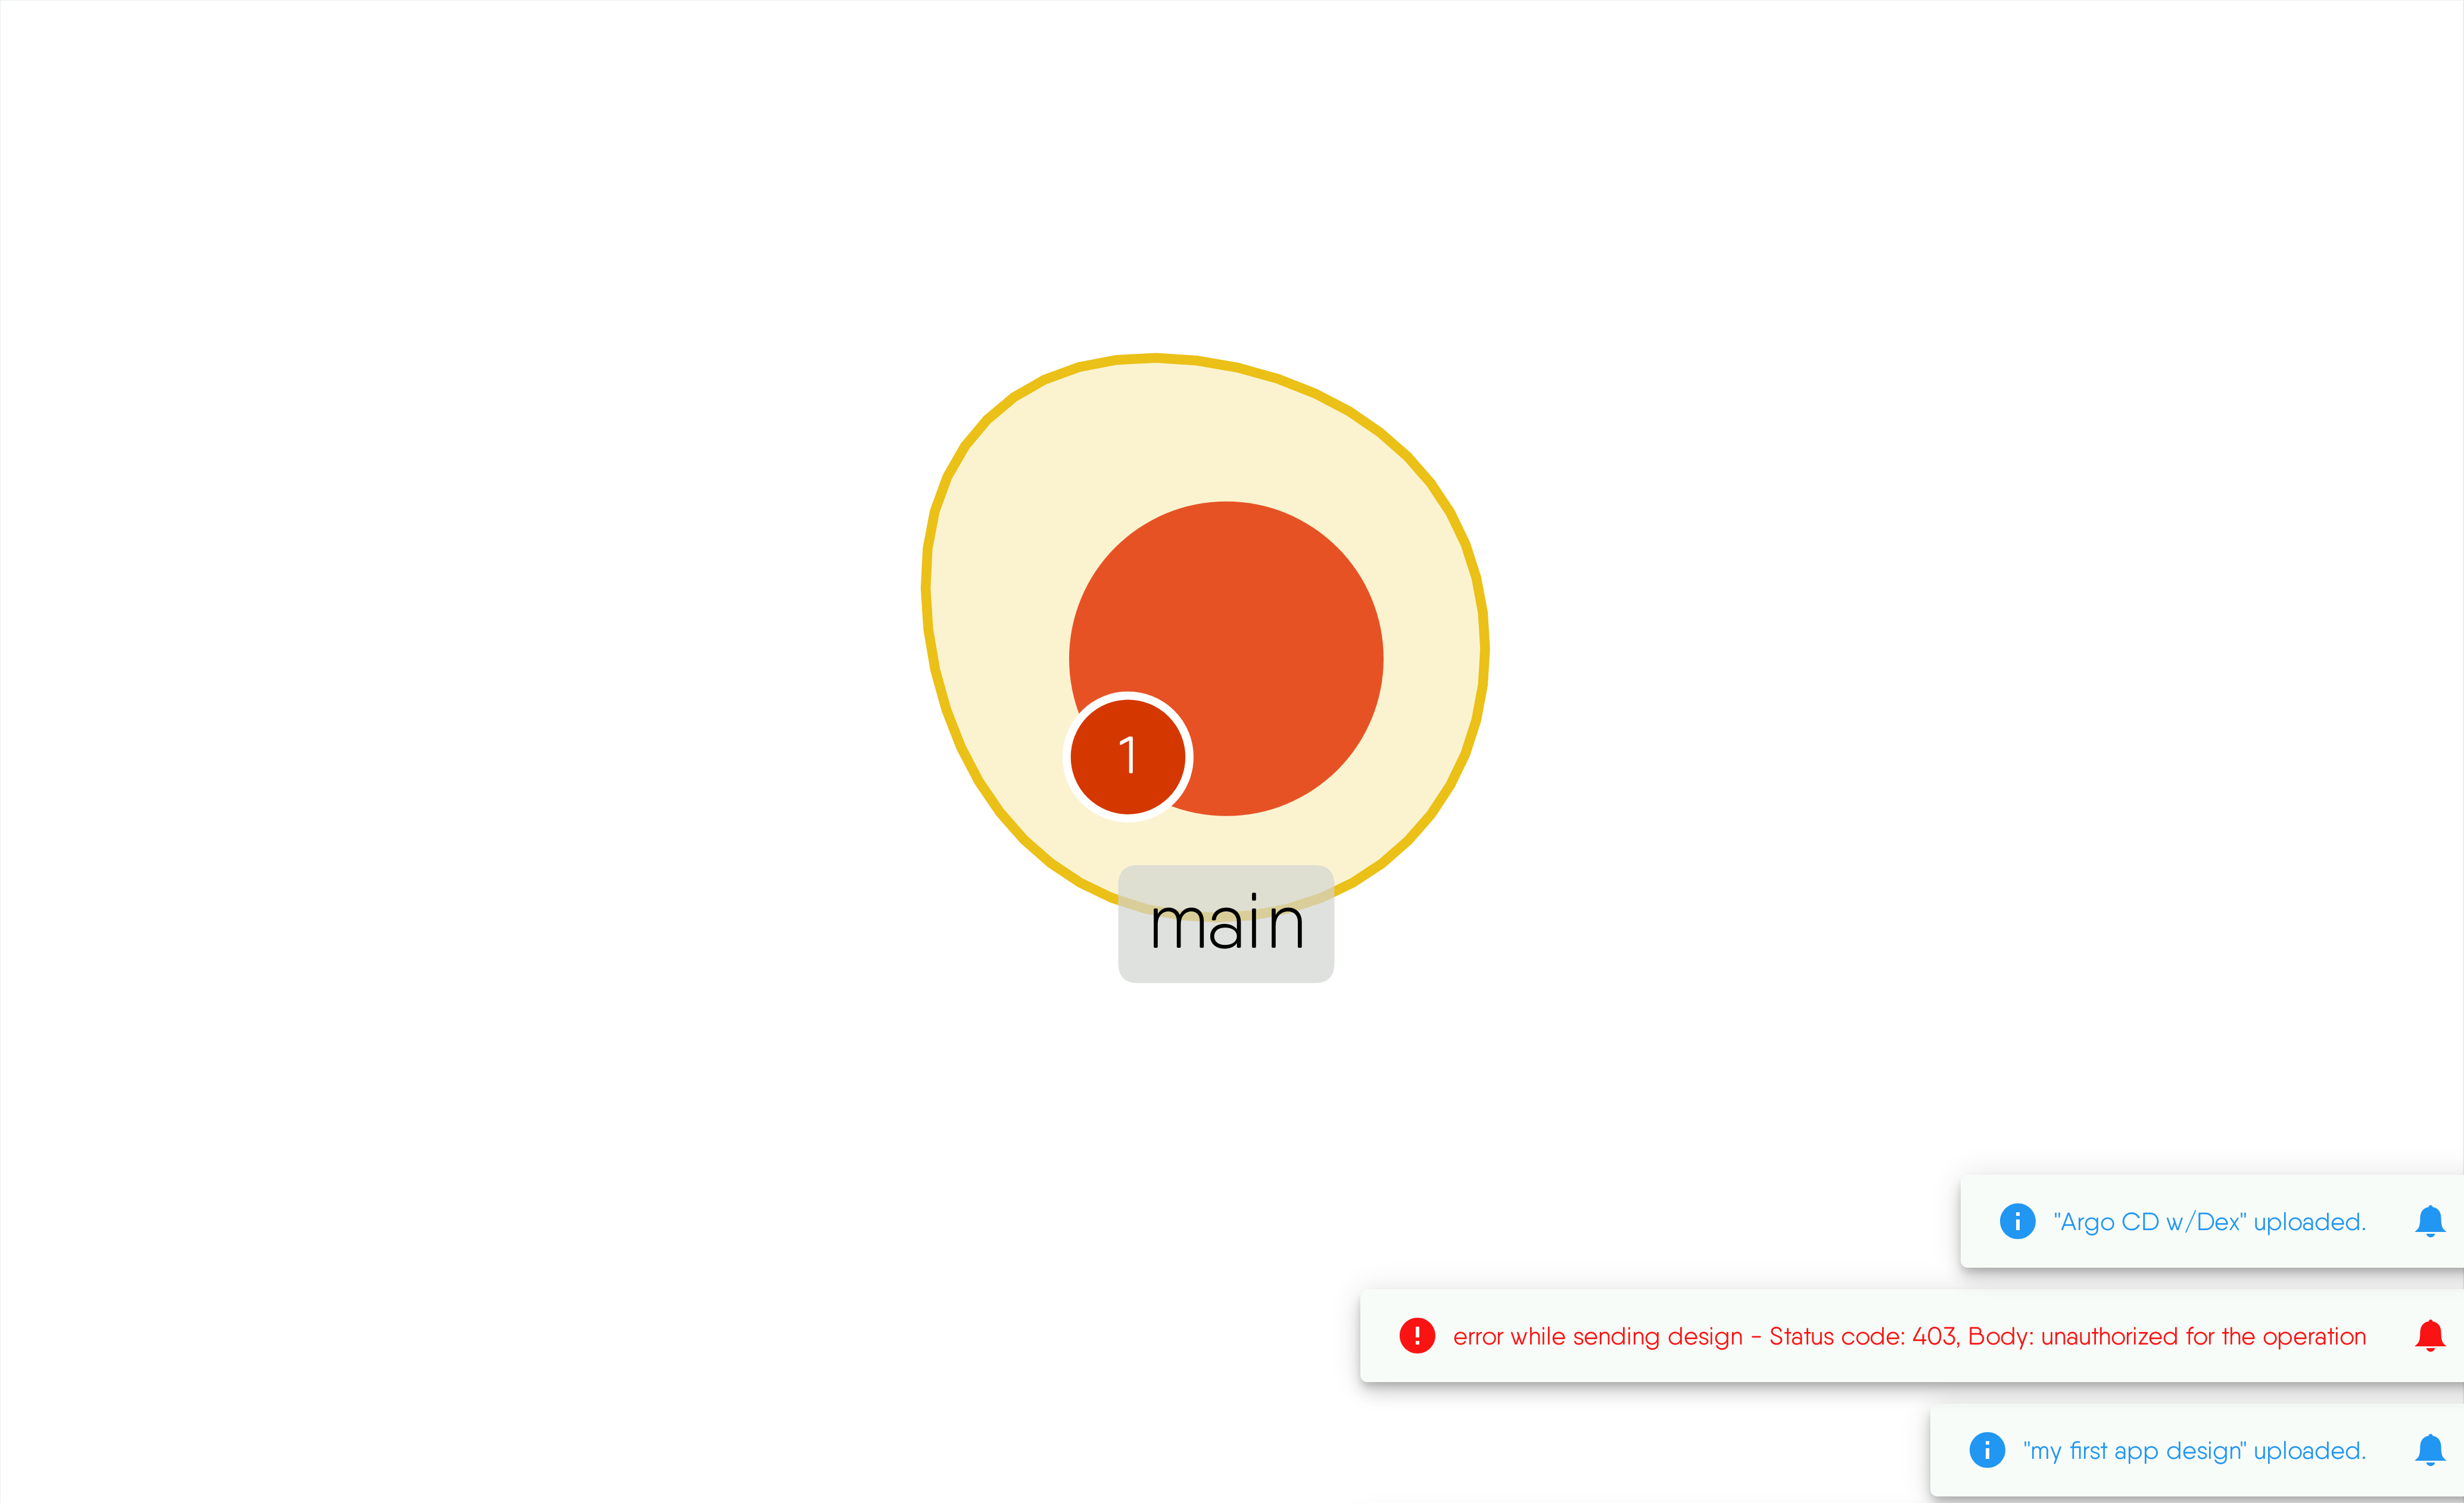 1
main
"Argo CD w/Dex" uploaded.
error while sending design - Status code: 403, Body: unauthorized for the operation
"my first app design" uploaded.